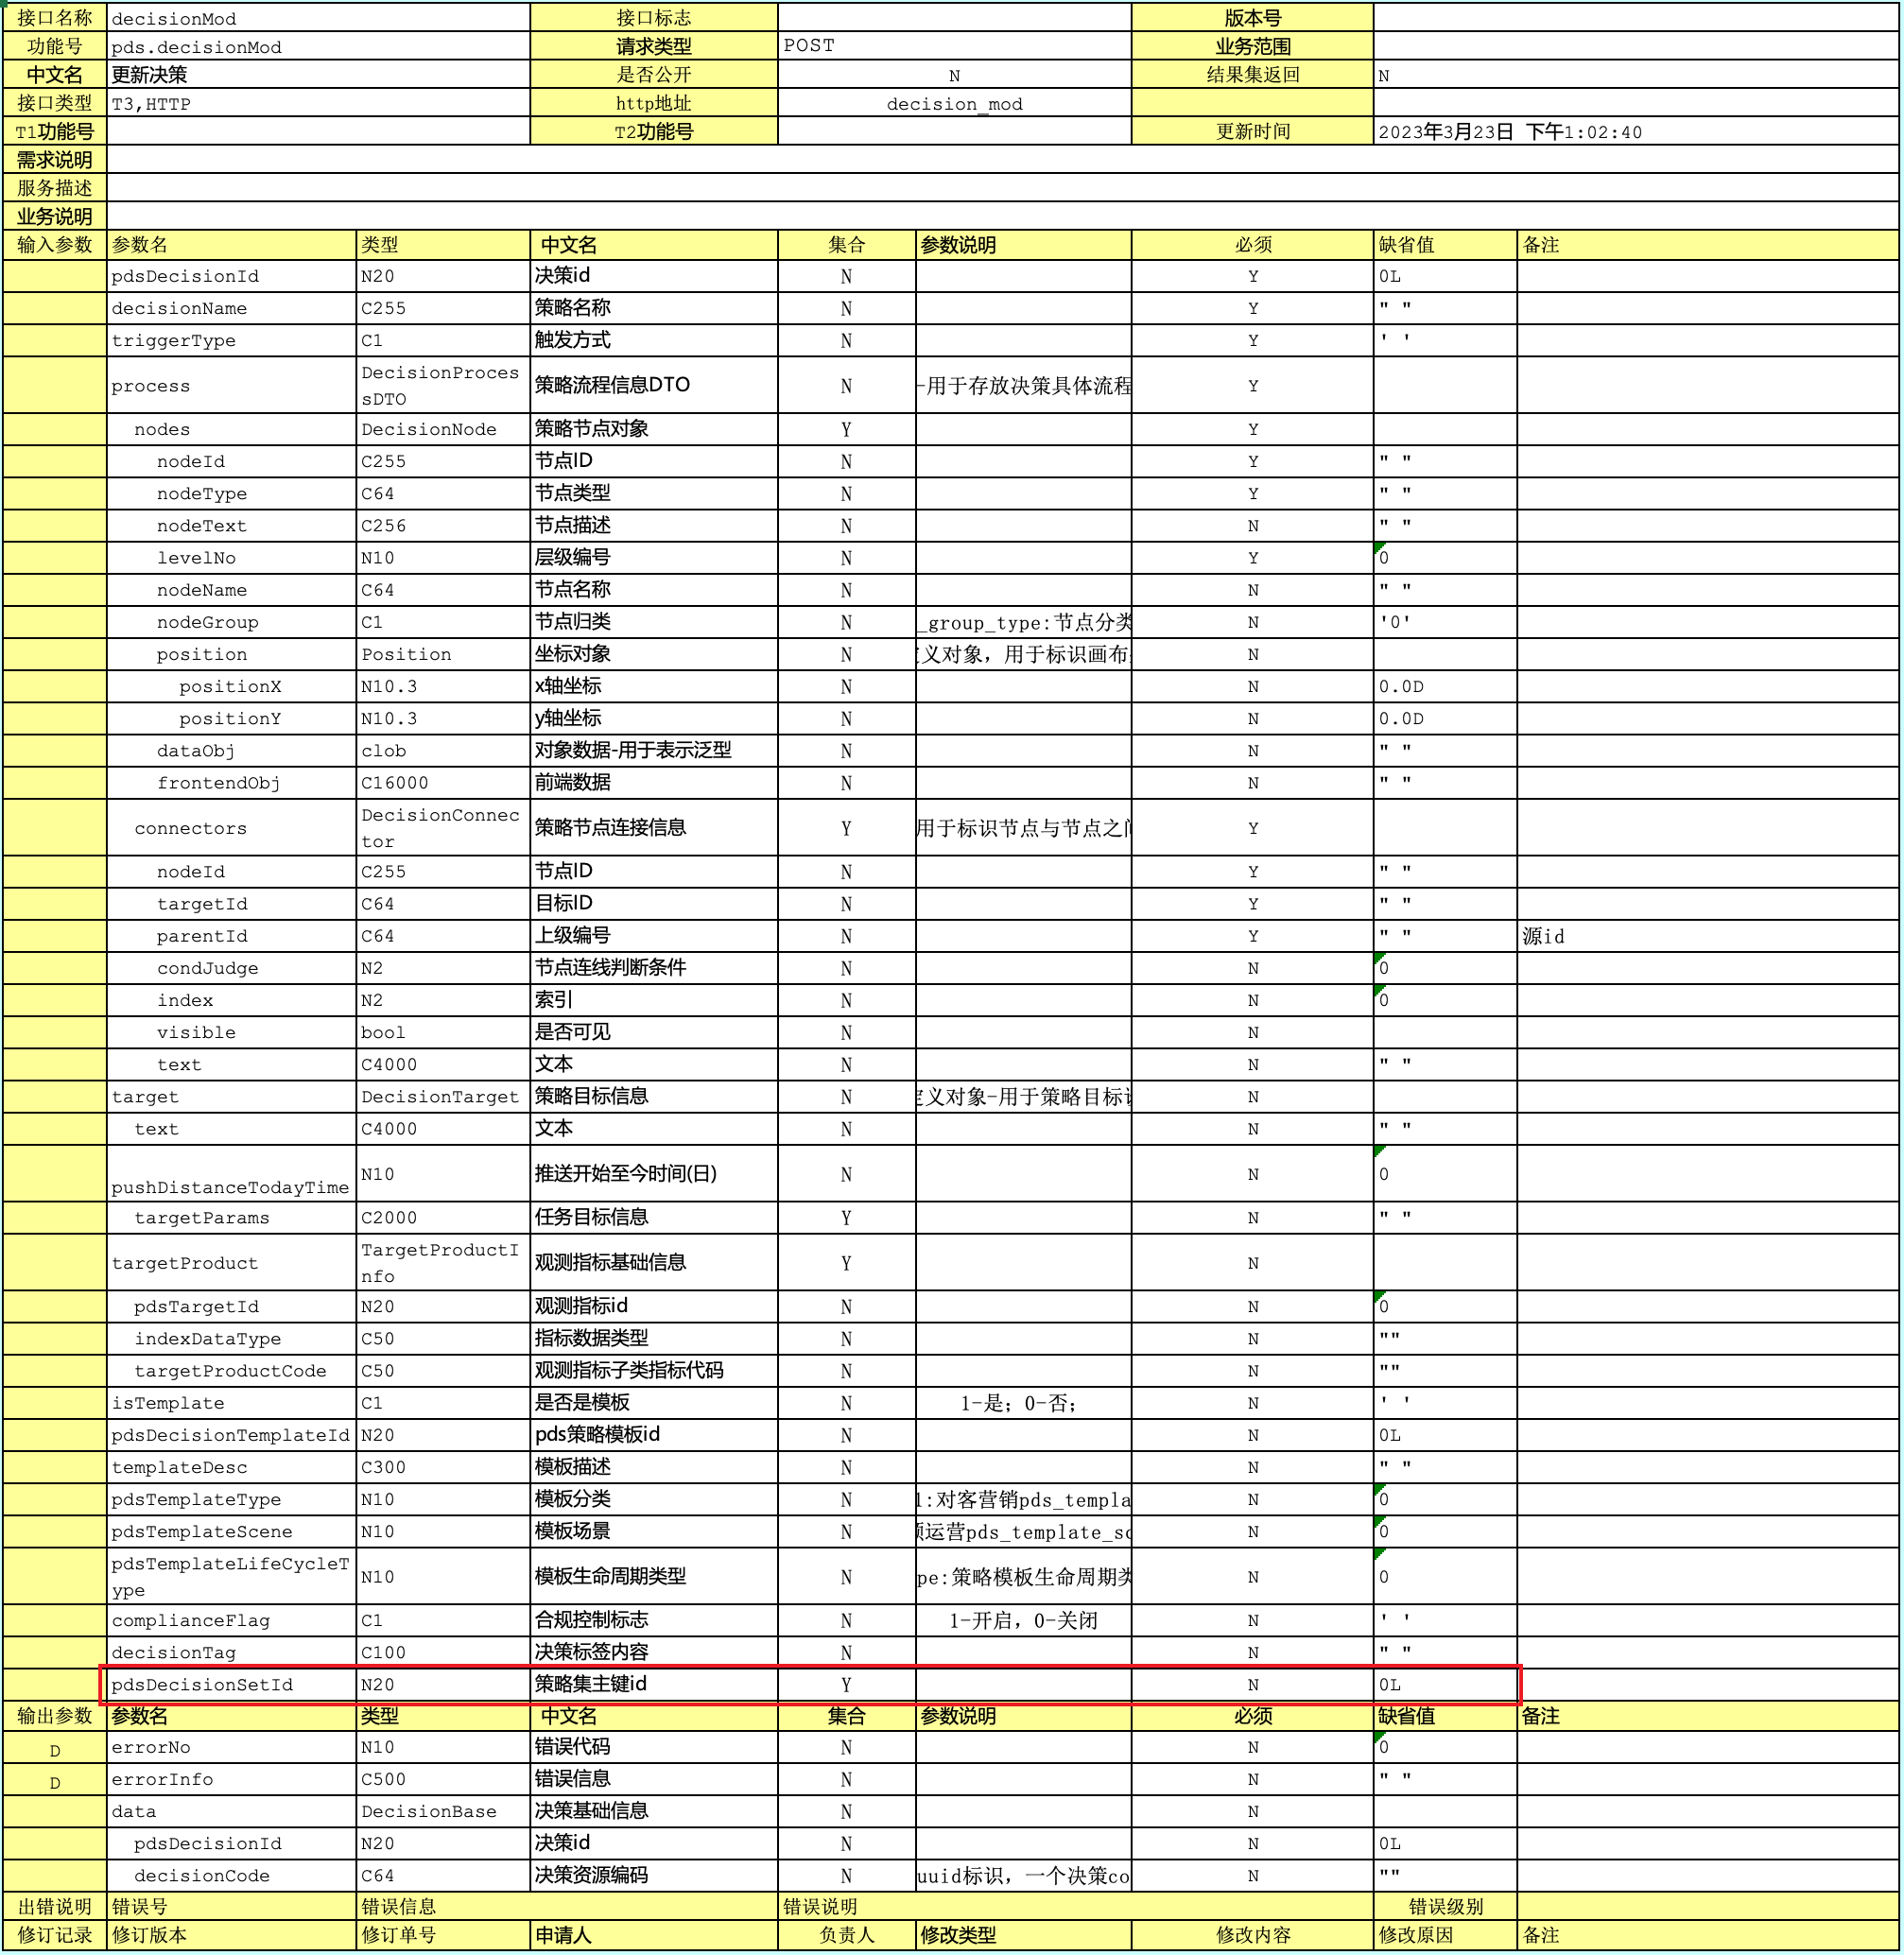 接口名称 decisionMod 接口标志 版本号
功能号 pds.decisionMod 请求类型 POST 业务范围
中文名 更新决策 是否公开 N 结果集返回 N
接口类型 T3,HTTP http地址 decision_mod
T1功能号 T2功能号 更新时间 2023年3月23日 下午1:02:40
需求说明
服务描述
业务说明
输入参数 参数名 类型 中文名 集合 参数说明 必须 缺省值 备注
pdsDecisionId N20 决策id N Y 0L
decisionName C255 策略名称 N Y " "
triggerType C1 触发方式 N Y ' '
process DecisionProces
sDTO 策略流程信息DTO N -用于存放决策具体流程 Y
nodes DecisionNode 策略节点对象 Y Y
nodeId C255 节点ID N Y " "
nodeType C64 节点类型 N Y " "
nodeText C256 节点描述 N N " "
levelNo N10 层级编号 N Y 0
nodeName C64 节点名称 N N " "
nodeGroup C1 节点归类 N _group_type:节点分类 N '0'
position Position 坐标对象 N 义对象，用于标识画布 N
positionX N10.3 x轴坐标 N N 0.0D
positionY N10.3 y轴坐标 N N 0.0D
dataObj clob 对象数据-用于表示泛型 N N " "
frontendObj C16000 前端数据 N N " "
connectors DecisionConnec
tor 策略节点连接信息 Y 用于标识节点与节点之间 Y
nodeId C255 节点ID N Y " "
targetId C64 目标ID N Y " "
parentId C64 上级编号 N Y " " 源id
condJudge N2 节点连线判断条件 N N 0
index N2 索引 N N 0
visible bool 是否可见 N N
text C4000 文本 N N " "
target DecisionTarget 策略目标信息 N 定义对象-用于策略目标 N
text C4000 文本 N N " "
pushDistanceTodayTime N10 推送开始至今时间(日) N N 0
targetParams C2000 任务目标信息 Y N " "
targetProduct TargetProductI
nfo 观测指标基础信息 Y N
pdsTargetId N20 观测指标id N N 0
indexDataType C50 指标数据类型 N N ""
targetProductCode C50 观测指标子类指标代码 N N ""
isTemplate C1 是否是模板 N 1-是；0-否； N ' '
pdsDecisionTemplateId N20 pds策略模板id N N 0L
templateDesc C300 模板描述 N N " "
pdsTemplateType N10 模板分类 N 1:对客营销pds_templa N 0
pdsTemplateScene N10 模板场景 N 运营pds_template_sc N 0
pdsTemplateLifeCycleT
ype N10 模板生命周期类型 N pe:策略模板生命周期类 N 0
complianceFlag C1 合规控制标志 N 1-开启，0-关闭 N ' '
decisionTag C100 决策标签内容 N N " "
pdsDecisionSetId N20 策略集主键id Y N 0L
输出参数 参数名 类型 中文名 集合 参数说明 必须 缺省值 备注
D errorNo N10 错误代码 N N 0
D errorInfo C500 错误信息 N N " "
data DecisionBase 决策基础信息 N N
pdsDecisionId N20 决策id N N 0L
decisionCode C64 决策资源编码 N uuid标识，一个决策co N ""
出错说明 错误号 错误信息 错误说明 错误级别
修订记录 修订版本 修订单号 申请人 负责人 修改类型 修改内容 修改原因 备注